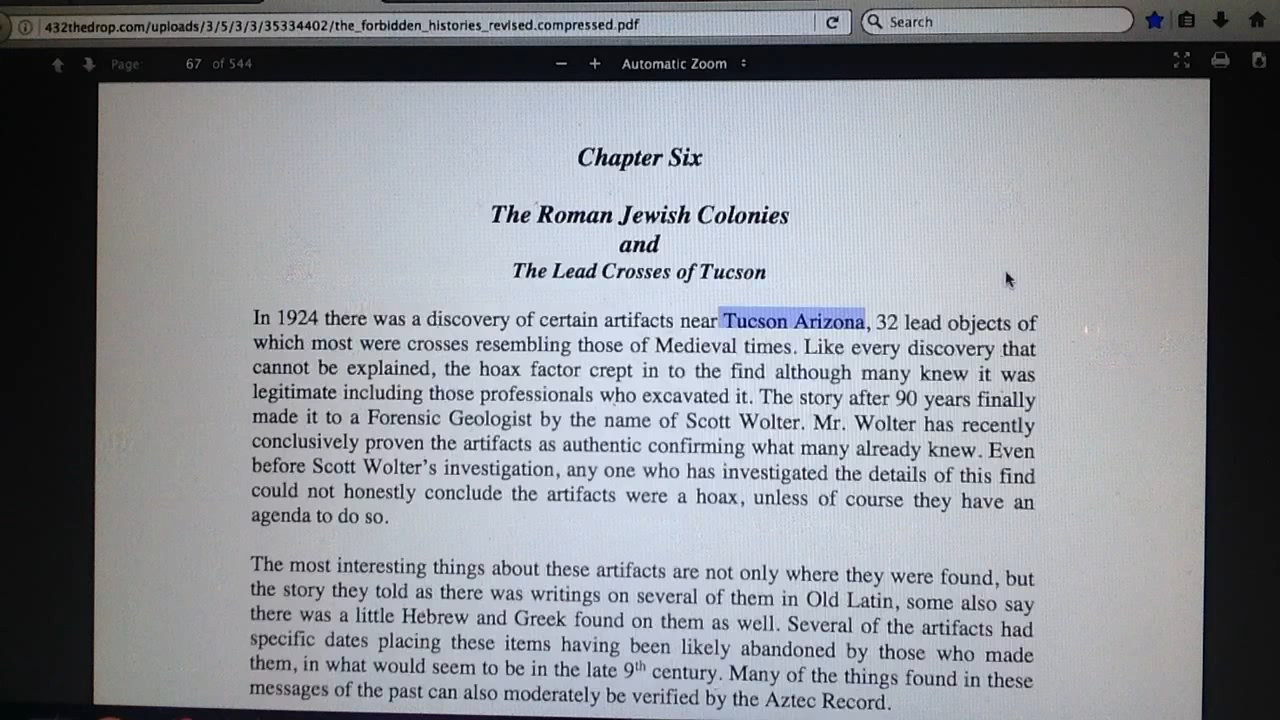 432thedrop.com/uploads/3/5/3/3/35334402/the_forbidden_histories_revised.compressed.pdf
Search
Page: 67 of 544
Automatic Zoom
Chapter Six
The Roman Jewish Colonies
and
The Lead Crosses of Tucson
In 1924 there was a discovery of certain artifacts near Tucson Arizona, 32 lead objects of
which most were crosses resembling those of Medieval times. Like every discovery that
cannot be explained, the hoax factor crept in to the find although many knew it was
legitimate including those professionals who excavated it. The story after 90 years finally
made it to a Forensic Geologist by the name of Scott Wolter. Mr. Wolter has recently
conclusively proven the artifacts as authentic confirming what many already knew. Even
before Scott Wolter's investigation, any one who has investigated the details of this find
could not honestly conclude the artifacts were a hoax, unless of course they have an
agenda to do so.
The most interesting things about these artifacts are not only where they were found, but
the story they told as there was writings on several of them in Old Latin, some also say
there was a little Hebrew and Greek found on them as well. Several of the artifacts had
specific dates placing these items having been likely abandoned by those who made
them, in what would seem to be in the late 9th century. Many of the things found in these
messages of the past can also moderately be verified by the Aztec Record.